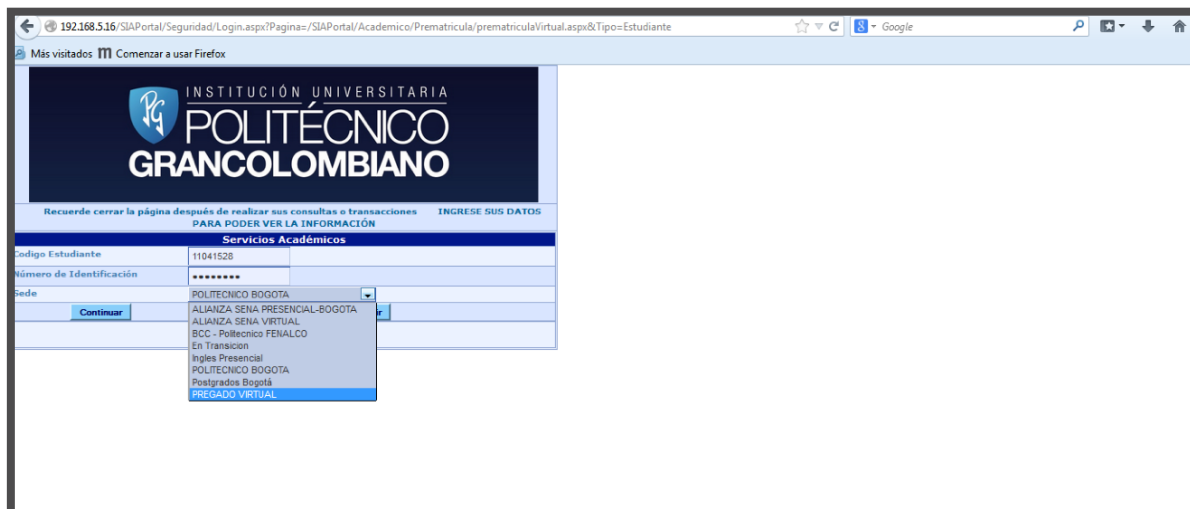 192.168.5.16/SIAPortal/Seguridad/Login.aspx?Pagina=/SIAPortal/Academico/Prematricula/prematriculaVirtual.aspx&Tipo=Estudiante
Google
Más visitados Comenzar a usar Firefox
INSTITUCIÓN UNIVERSITARIA
POLITÉCNICO
GRANCOLOMBIANO
Recuerde cerrar la página después de realizar sus consultas o transacciones INGRESE SUS DATOS
PARA PODER VER LA INFORMACIÓN
Servicios Académicos
Codigo Estudiante 11041528
Número de Identificación
Sede POLITECNICO BOGOTA
Continuar
ALIANZA SENA PRESENCIAL-BOGOTA
ALIANZA SENA VIRTUAL
BCC - Politecnico FENALCO
En Transicion
Ingles Presencial
POLITECNICO BOGOTA
Postgrados Bogotá
PREGADO VIRTUAL